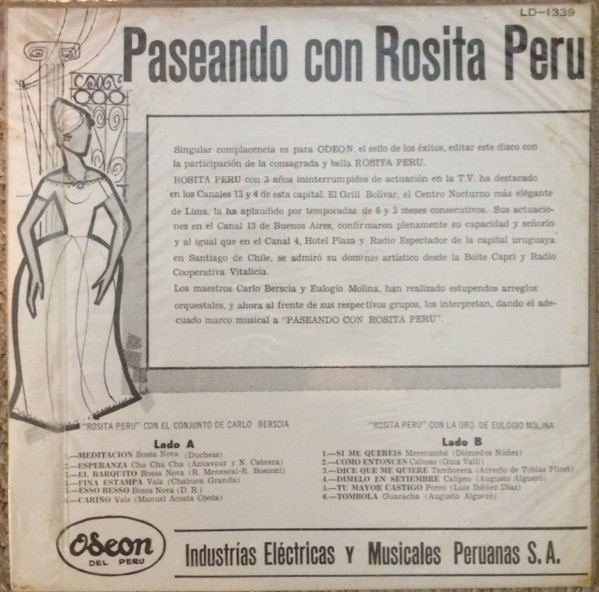 LD-1339
Paseando con Rosita Peru
Singular complacencia es para ODEON, el sello de los éxitos, editar este disco con
la participación de la consagrada y bella ROSITA PERU.
ROSITA PERU con 3 años ininterrumpidos de actuación en la T.V. ha destacado
en los Canales 13 y 4 de esta capital. El Grill Bolívar, el Centro Nocturno más elegante
de Lima, la ha aplaudido por temporadas de 6 y 3 meses consecutivos. Sus actuacio-
nes en el Canal 13 de Buenos Aires, confirmaron plenamente su capacidad y señorío
y al igual que en el Canal 4, Hotel Plaza y Radio Espectador de la capital uruguaya
en Santiago de Chile, se admiró su dominio artístico desde la Boite Capri y Radio
Cooperativa Vitalicia.
Los maestros Carlo Berscia y Eulogio Molina, han realizado estupendos arreglos
orquestales, y ahora al frente de sus respectivos grupos, los interpretan, dando el ade-
cuado marco musical a "PASEANDO CON ROSITA PERU".
"ROSITA PERU" CON EL CONJUNTO DE CARLO BERSCIA
Lado A
1.—MEDITACION Bossa Nova (Duchesa)
2.—ESPERANZA Cha Cha Cha (Aznavour y N. Cabrera)
3.—EL BARQUITO Bossa Nova (R. Menescal-R. Bosconi)
4.—FINA ESTAMPA Vals (Chabuca Granda)
5.—ESSO BESSO Bossa Nova (D R.)
6.—CARIÑO Vals (Manuel Acosta Ojeda)
"ROSITA PERU" CON LA ORQ. DE EULOGIO MOLINA
Lado B
1.—SI ME QUEREIS Merecumbé (Diómedes Núñez)
2.—COMO ENTONCES Calipso (Gina Valli)
3.—DICE QUE ME QUIERE Tamborera (Arreglo de Tobías Plicet)
4.—DIMELO EN SETIEMBRE Calipso (Augusto Algueró)
5.—TU MAYOR CASTIGO Porro (Luis Ibáñez Díaz)
6.—TOMBOLA Guaracha (Augusto Algueró)
Odeon
DEL PERU
Industrías Eléctricas y Musicales Peruanas S.A.